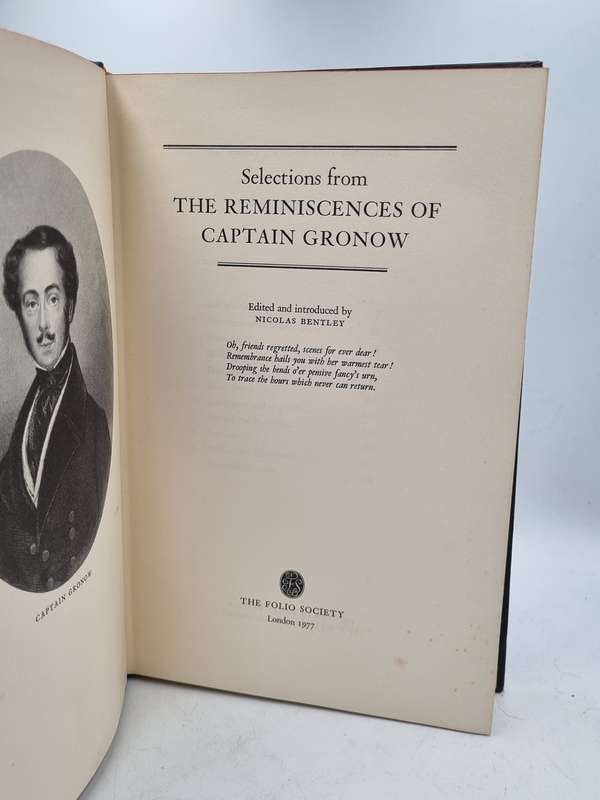 CAPTAIN GRONOW
Selections from
THE REMINISCENCES OF
CAPTAIN GRONOW
Edited and introduced by
NICOLAS BENTLEY
Oh, friends regretted, scenes for ever dear!
Remembrance hails you with her warmest tear!
Drooping she bends o'er pensive fancy's urn,
To trace the hours which never can return.
THE FOLIO SOCIETY
London 1977